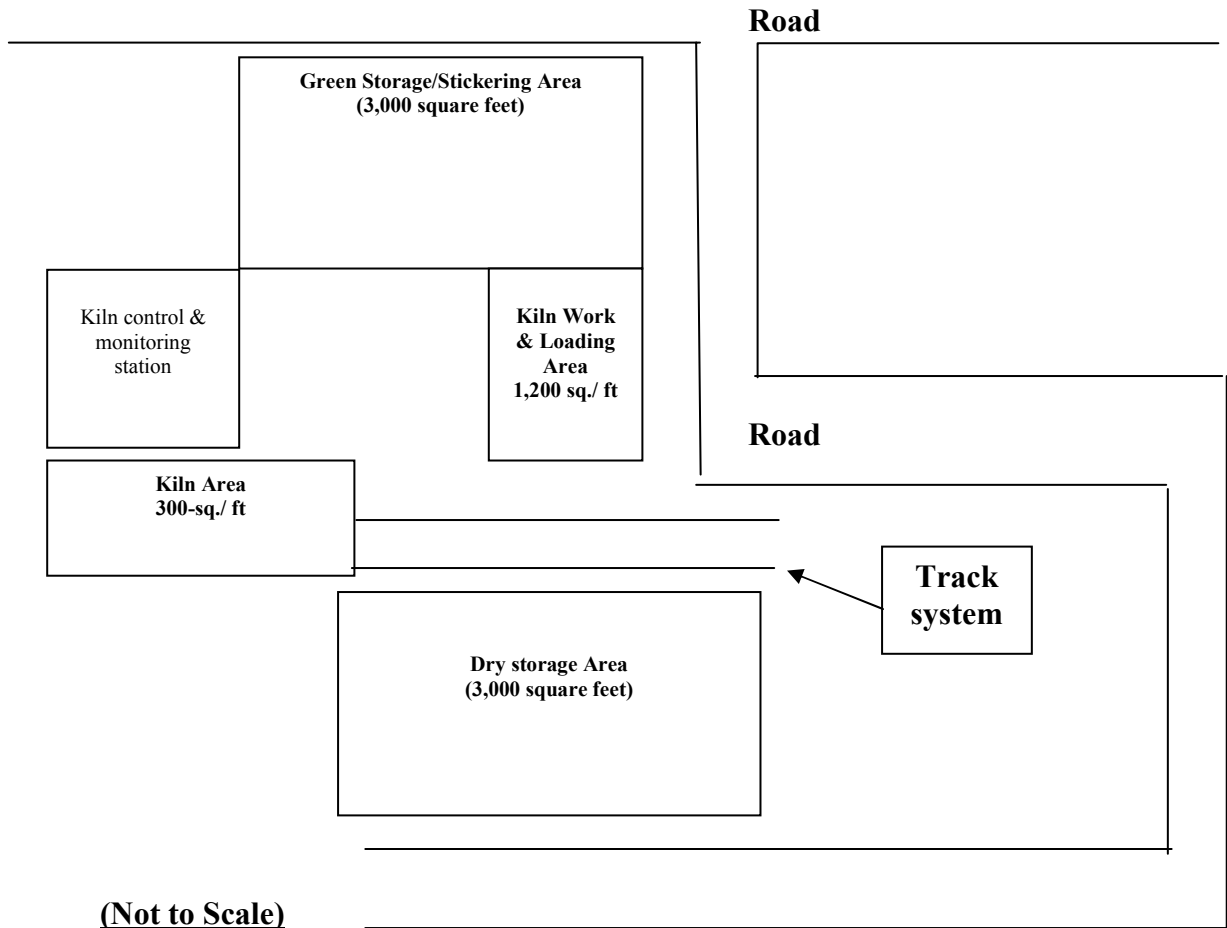 Road
Green Storage/Stickering Area
(3,000 square feet)
Kiln control &
monitoring
station
Kiln Work
& Loading
Area
1,200 sq./ ft
Road
Kiln Area
300-sq./ ft
Track
system
Dry storage Area
(3,000 square feet)
(Not to Scale)